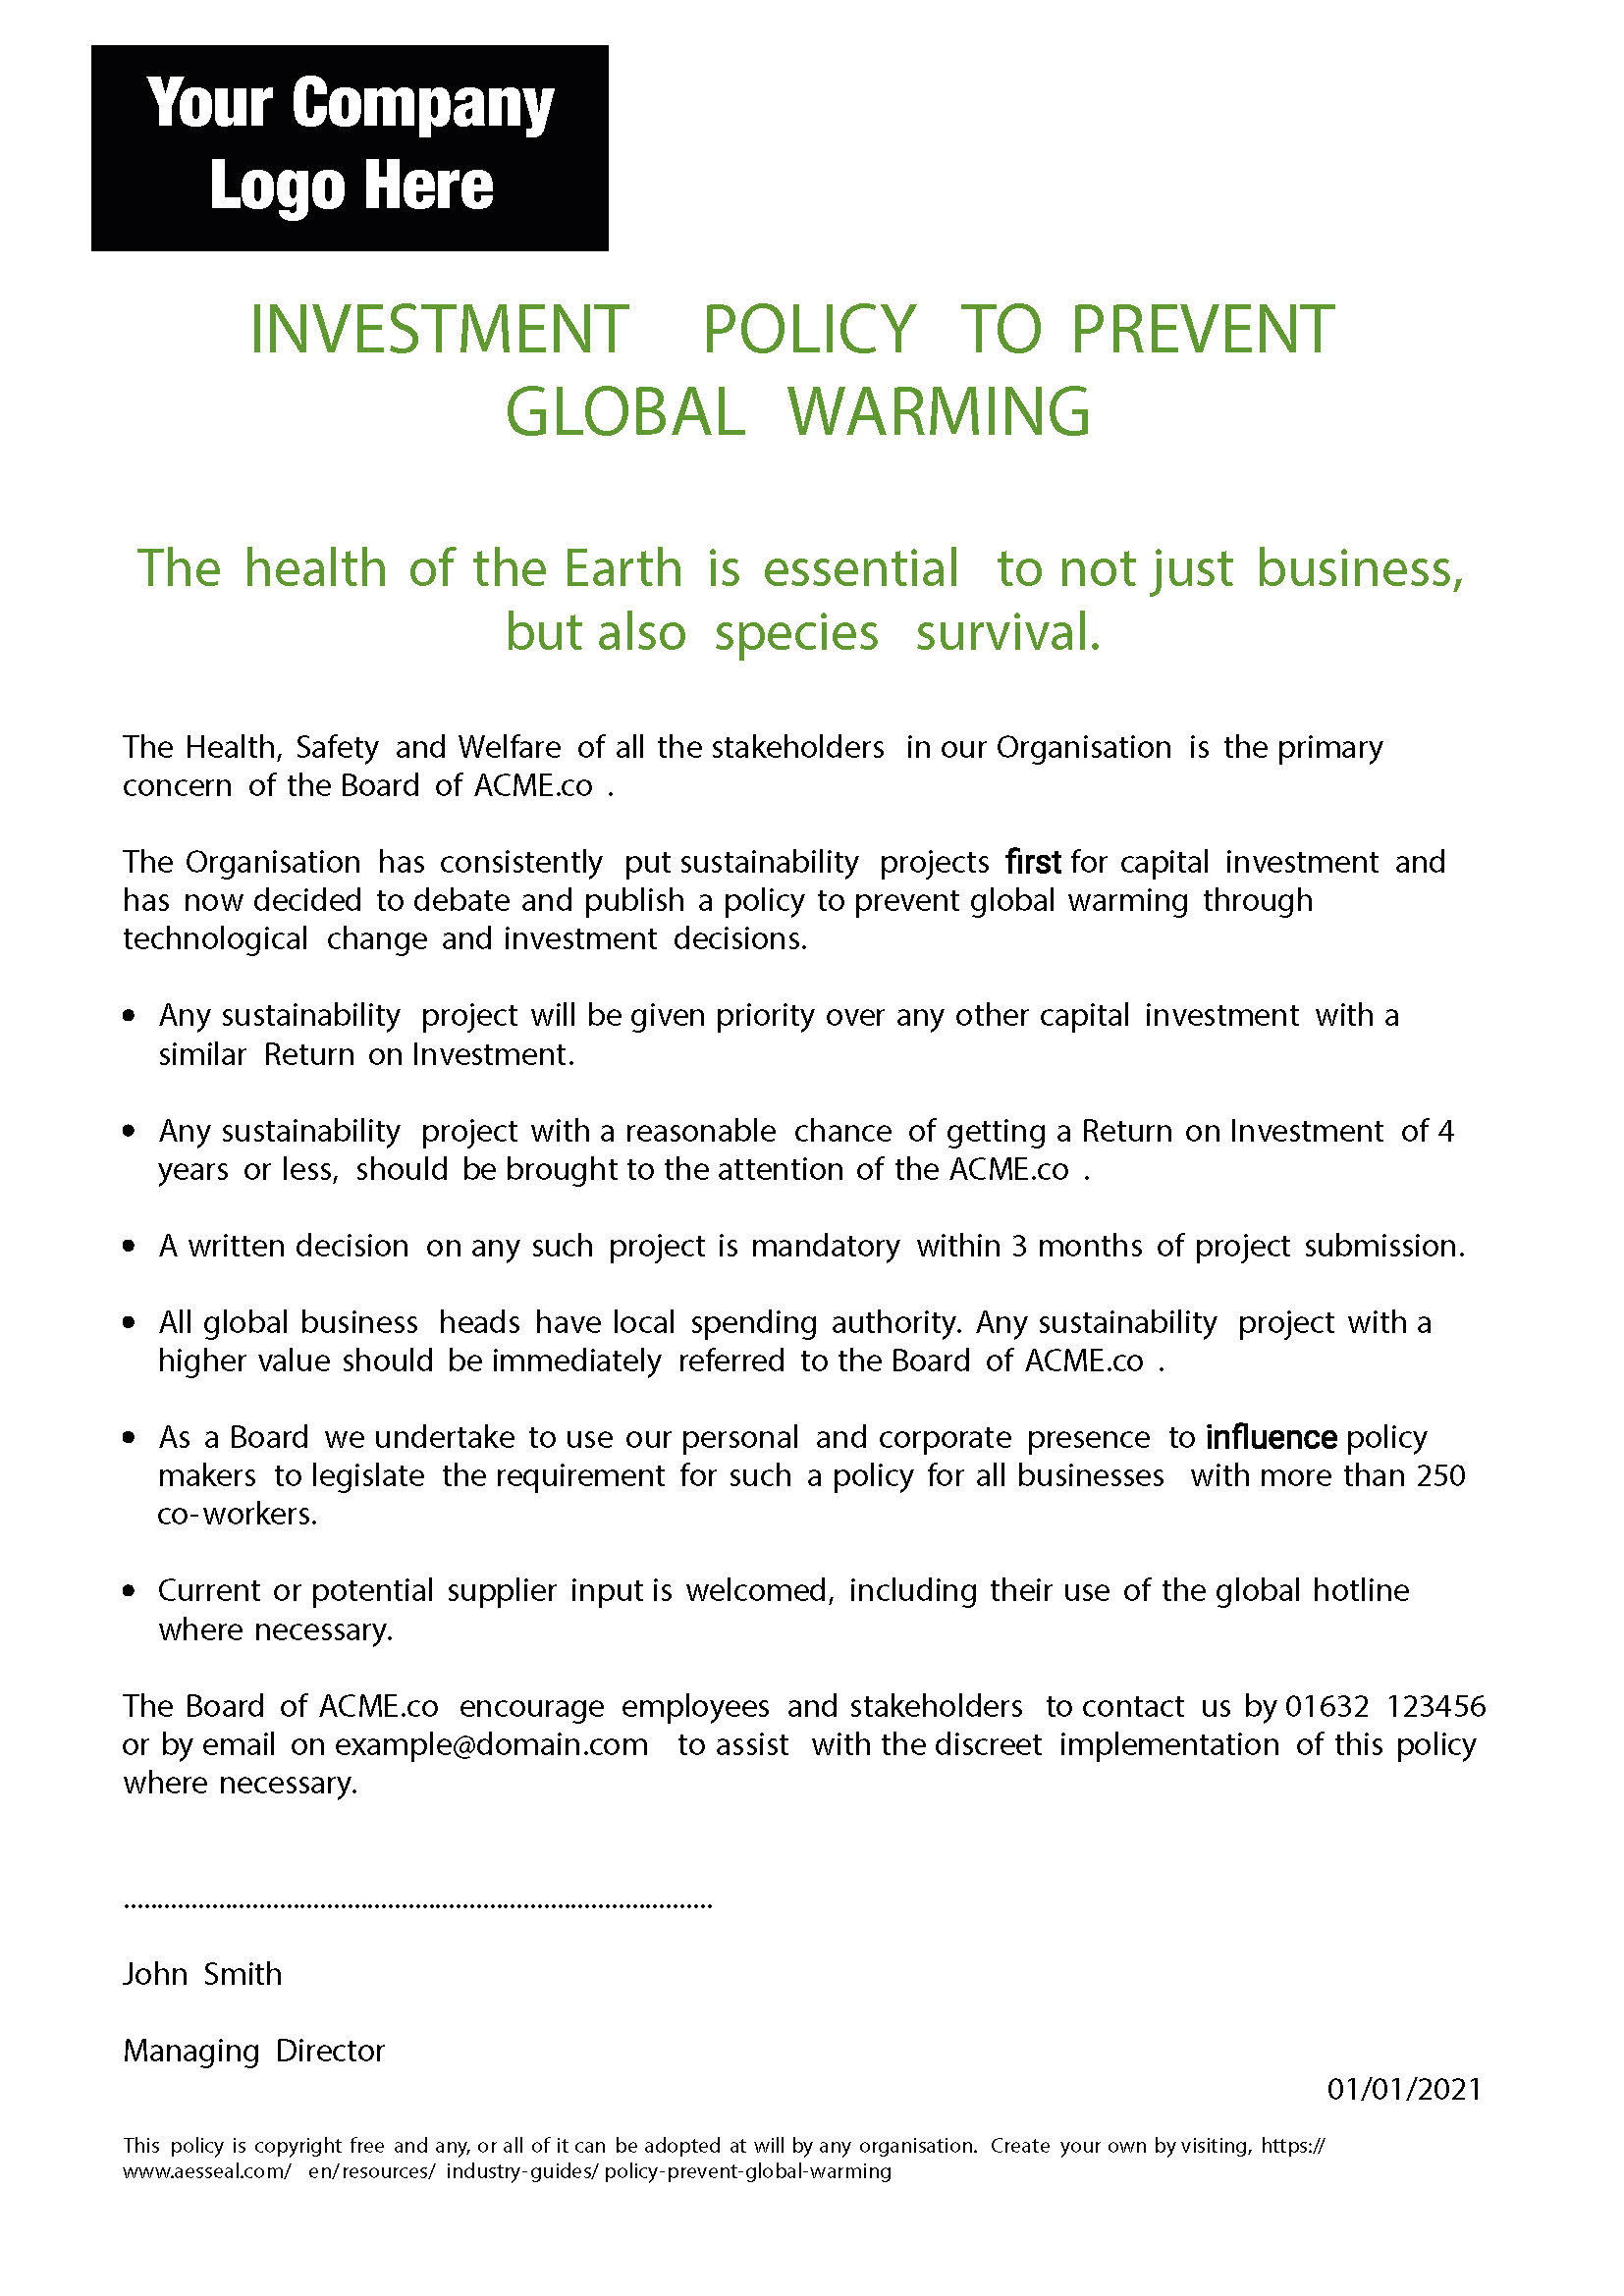 Your Company
Logo Here
INVESTMENT POLICY TO PREVENT
GLOBAL WARMING
The health of the Earth is essential to not just business,
but also species survival.
The Health, Safety and Welfare of all the stakeholders in our Organisation is the primary
concern of the Board of ACME.co .
The Organisation has consistently put sustainability projects first for capital investment and
has now decided to debate and publish a policy to prevent global warming through
technological change and investment decisions.
• Any sustainability project will be given priority over any other capital investment with a
similar Return on Investment.
• Any sustainability project with a reasonable chance of getting a Return on Investment of 4
years or less, should be brought to the attention of the ACME.co .
• A written decision on any such project is mandatory within 3 months of project submission.
• All global business heads have local spending authority. Any sustainability project with a
higher value should be immediately referred to the Board of ACME.co .
• As a Board we undertake to use our personal and corporate presence to influence policy
makers to legislate the requirement for such a policy for all businesses with more than 250
co-workers.
• Current or potential supplier input is welcomed, including their use of the global hotline
where necessary.
The Board of ACME.co encourage employees and stakeholders to contact us by 01632 123456
or by email on example@domain.com to assist with the discreet implementation of this policy
where necessary.
.......................................................................................
John Smith
Managing Director
01/01/2021
This policy is copyright free and any, or all of it can be adopted at will by any organisation. Create your own by visiting, https://
www.aesseal.com/ en/resources/ industry-guides/ policy-prevent-global-warming